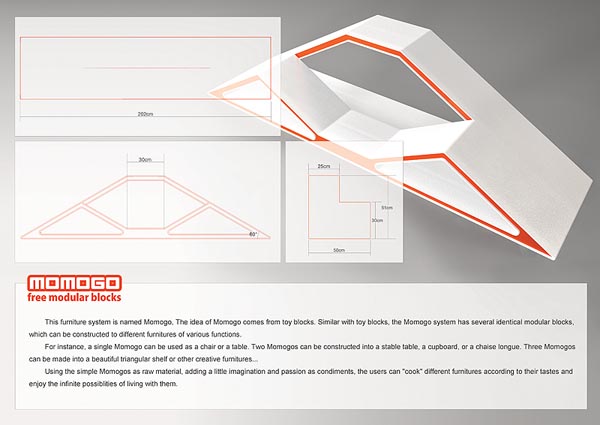 202cm
30cm
60°
25cm
51cm
30cm
50cm
MOMOGO
free modular blocks
This furniture system is named Momogo. The idea of Momogo comes from toy blocks. Similar with toy blocks, the Momogo system has several identical modular blocks,
which can be constructed to different furnitures of various functions.
For instance, a single Momogo can be used as a chair or a table. Two Momogos can be constructed into a stable table, a cupboard, or a chaise longue. Three Momogos
can be made into a beautiful triangular shelf or other creative furnitures...
Using the simple Momogos as raw material, adding a little imagination and passion as condiments, the users can "cook" different furnitures according to their tastes and
enjoy the infinite possiblities of living with them.